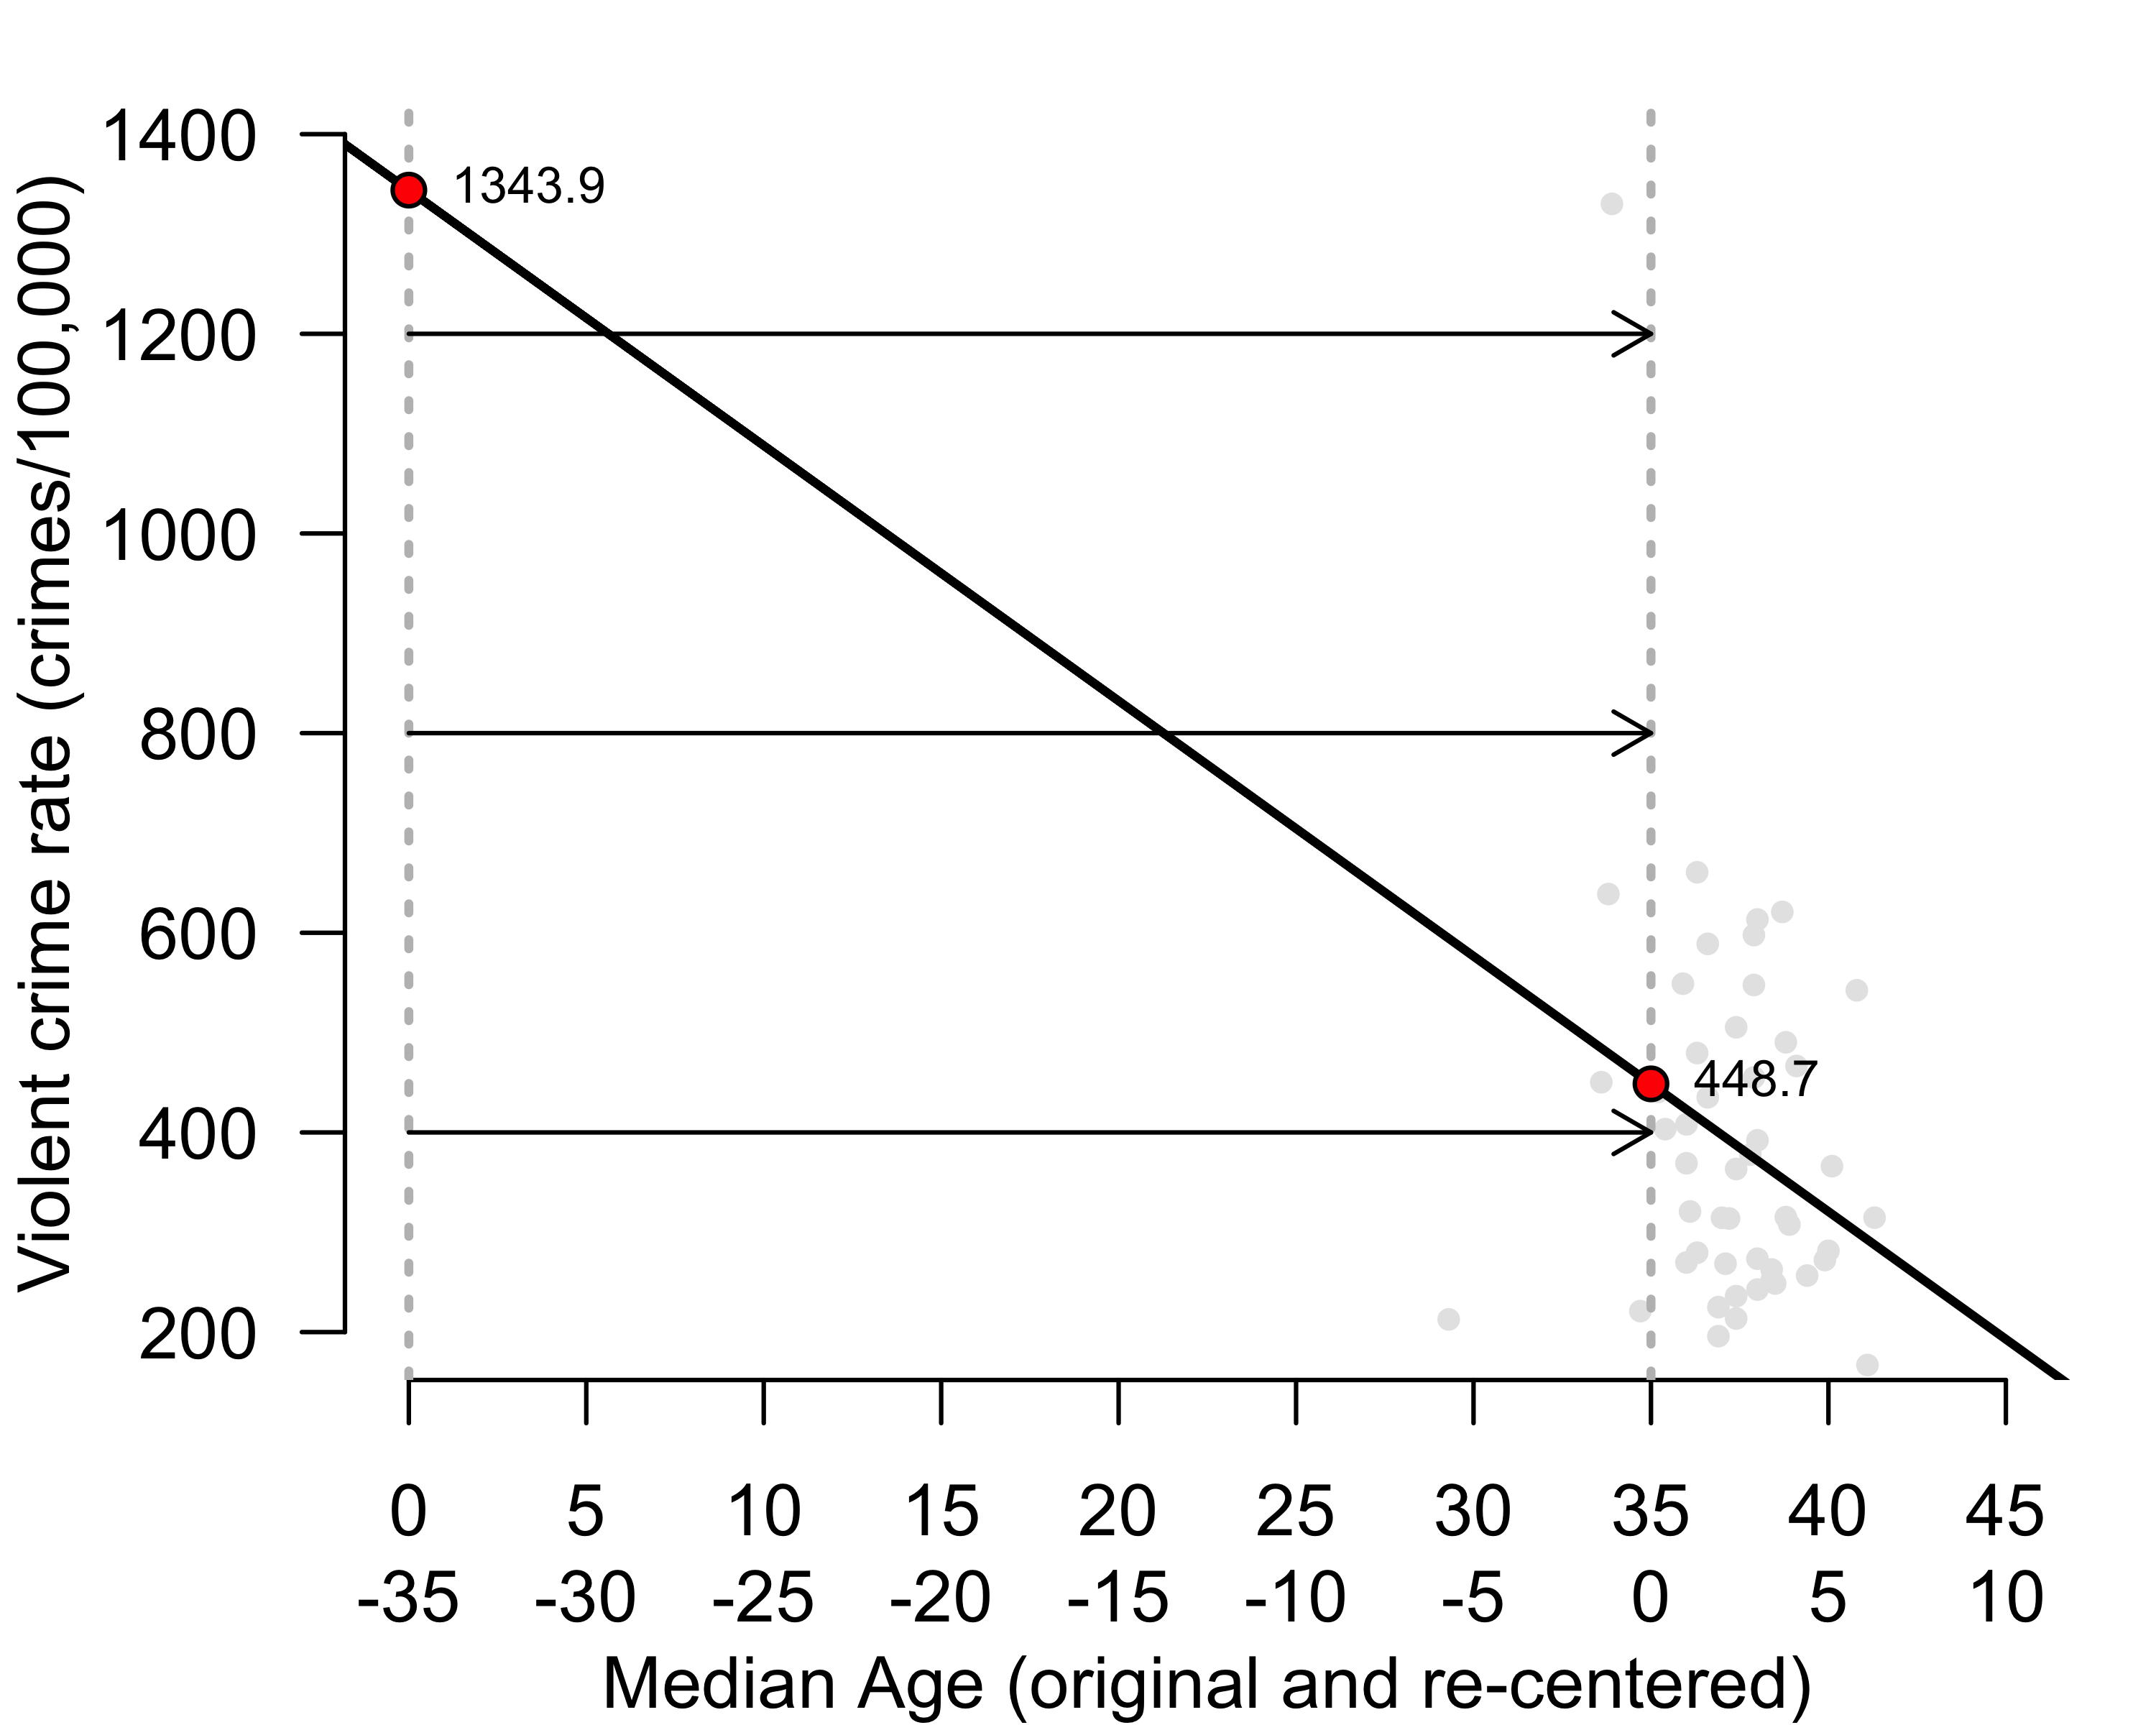 Violent crime rate (crimes/100,000)
1400
1200
1000
800
600
400
200
1343.9
448.7
0 5 10 15 20 25 30 35 40 45
-35 -30 -25 -20 -15 -10 -5 0 5 10
Median Age (original and re-centered)